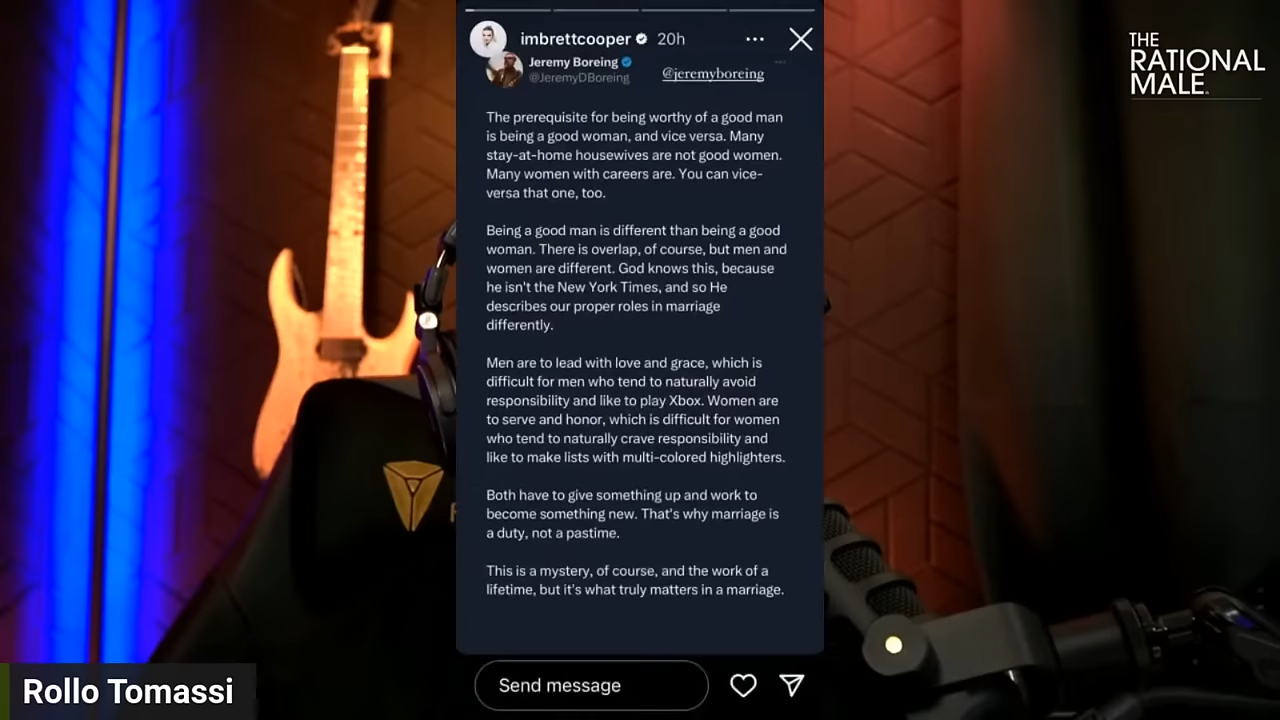 imbrettcooper 20h
Jeremy Boreing
@JeremyDBoreing
@jeremyboreing
The prerequisite for being worthy of a good man
is being a good woman, and vice versa. Many
stay-at-home housewives are not good women.
Many women with careers are. You can vice-
versa that one, too.
Being a good man is different than being a good
woman. There is overlap, of course, but men and
women are different. God knows this, because
he isn't the New York Times, and so He
describes our proper roles in marriage
differently.
Men are to lead with love and grace, which is
difficult for men who tend to naturally avoid
responsibility and like to play Xbox. Women are
to serve and honor, which is difficult for women
who tend to naturally crave responsibility and
like to make lists with multi-colored highlighters.
Both have to give something up and work to
become something new. That's why marriage is
a duty, not a pastime.
This is a mystery, of course, and the work of a
lifetime, but it's what truly matters in a marriage.
Send message
THE
RATIONAL
MALE
Rollo Tomassi